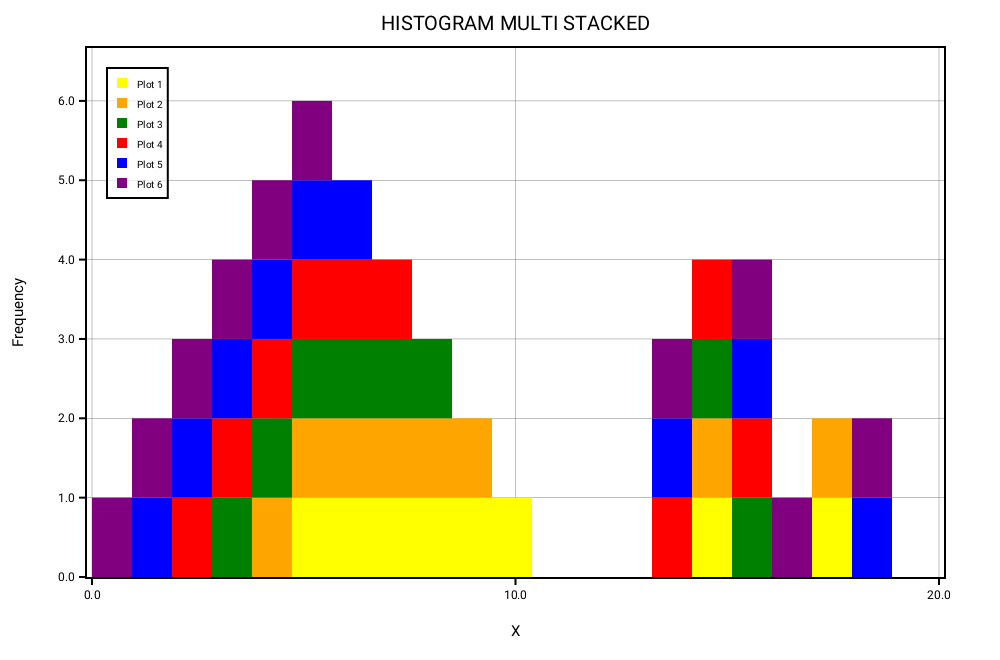 HISTOGRAM MULTI STACKED
Plot 1
Plot 2
Plot 3
Plot 4
Plot 5
Plot 6
6.0
5.0
4.0
3.0
2.0
1.0
0.0
Frequency
0.0 10.0 20.0
X